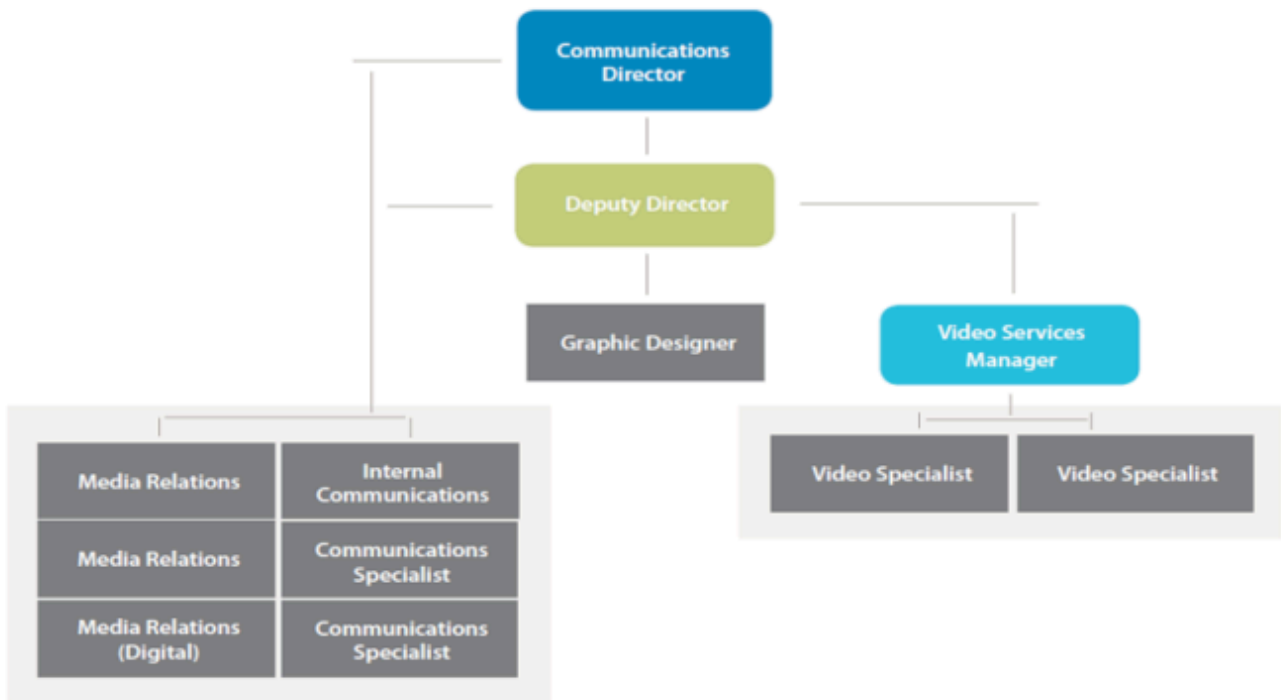 Communications
Director
Deputy Director
Graphic Designer
Video Services
Manager
Media Relations
Internal
Communications
Media Relations
Communications
Specialist
Media Relations
(Digital)
Communications
Specialist
Video Specialist
Video Specialist